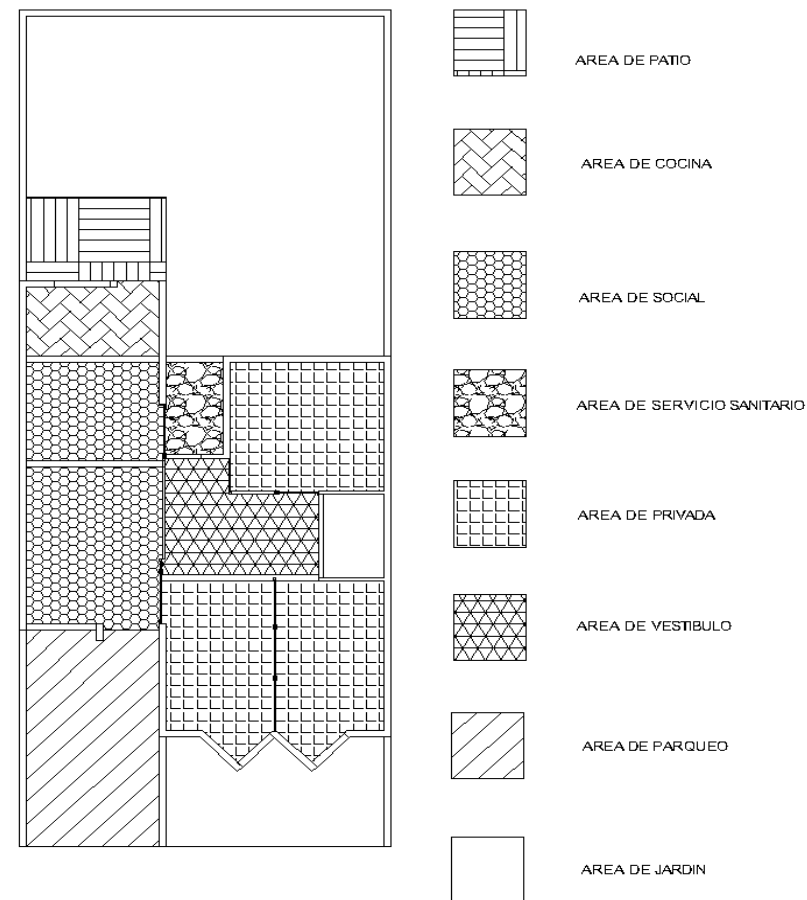 AREA DE PATIO
AREA DE COCINA
AREA DE SOCIAL
AREA DE SERVICIO SANITARIO
AREA DE PRIVADA
AREA DE VESTIBULO
AREA DE PARQUEO
AREA DE JARDIN